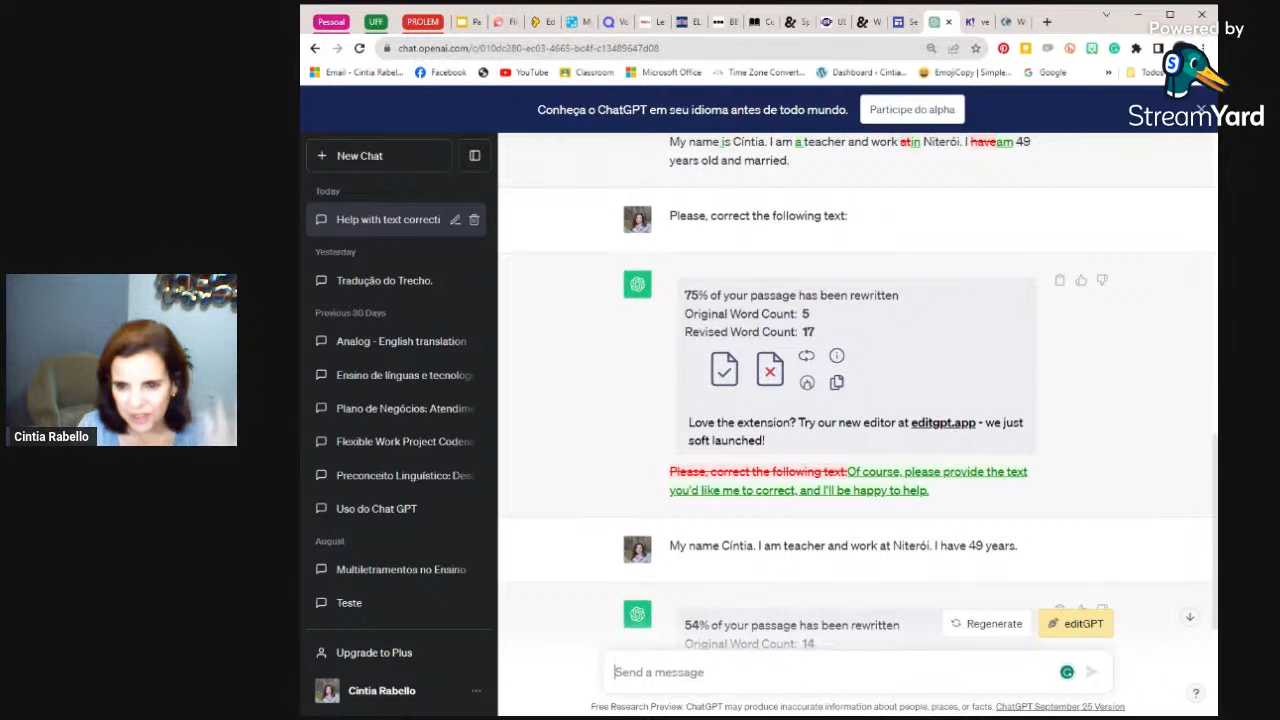 Pessoal
UFF
PROLEM
chat.openai.com/c/010dc280-ec03-4665-bc4f-c13489647d08
Powered by
StreamYard
Email - Cintia Rabel...
Facebook
YouTube
Classroom
Microsoft Office
Time Zone Convert...
Dashboard ‹ Cintia...
EmojiCopy | Simple...
Google
»
Todos
Conheça o ChatGPT em seu idioma antes de todo mundo.
Participe do alpha
+ New Chat
Today
Help with text correcti
Yesterday
Tradução do Trecho.
Previous 30 Days
Analog - English translation
Ensino de línguas e tecnolog
Plano de Negócios: Atendime
Flexible Work Project Codena
Preconceito Linguístico: Des
Uso do Chat GPT
August
Multiletramentos no Ensino
Teste
Upgrade to Plus
Cintia Rabello
My name is Cíntia. I am a teacher and work atin Niterói. I haveam 49
years old and married.
Please, correct the following text:
75% of your passage has been rewritten
Original Word Count: 5
Revised Word Count: 17
Love the extension? Try our new editor at editgpt.app - we just
soft launched!
Please, correct the following text:Of course, please provide the text
you'd like me to correct, and I'll be happy to help.
My name Cíntia. I am teacher and work at Niterói. I have 49 years.
54% of your passage has been rewritten
Original Word Count: 14
Regenerate
editGPT
Send a message
Free Research Preview. ChatGPT may produce inaccurate information about people, places, or facts. ChatGPT September 25 Version
?
Cintia Rabello